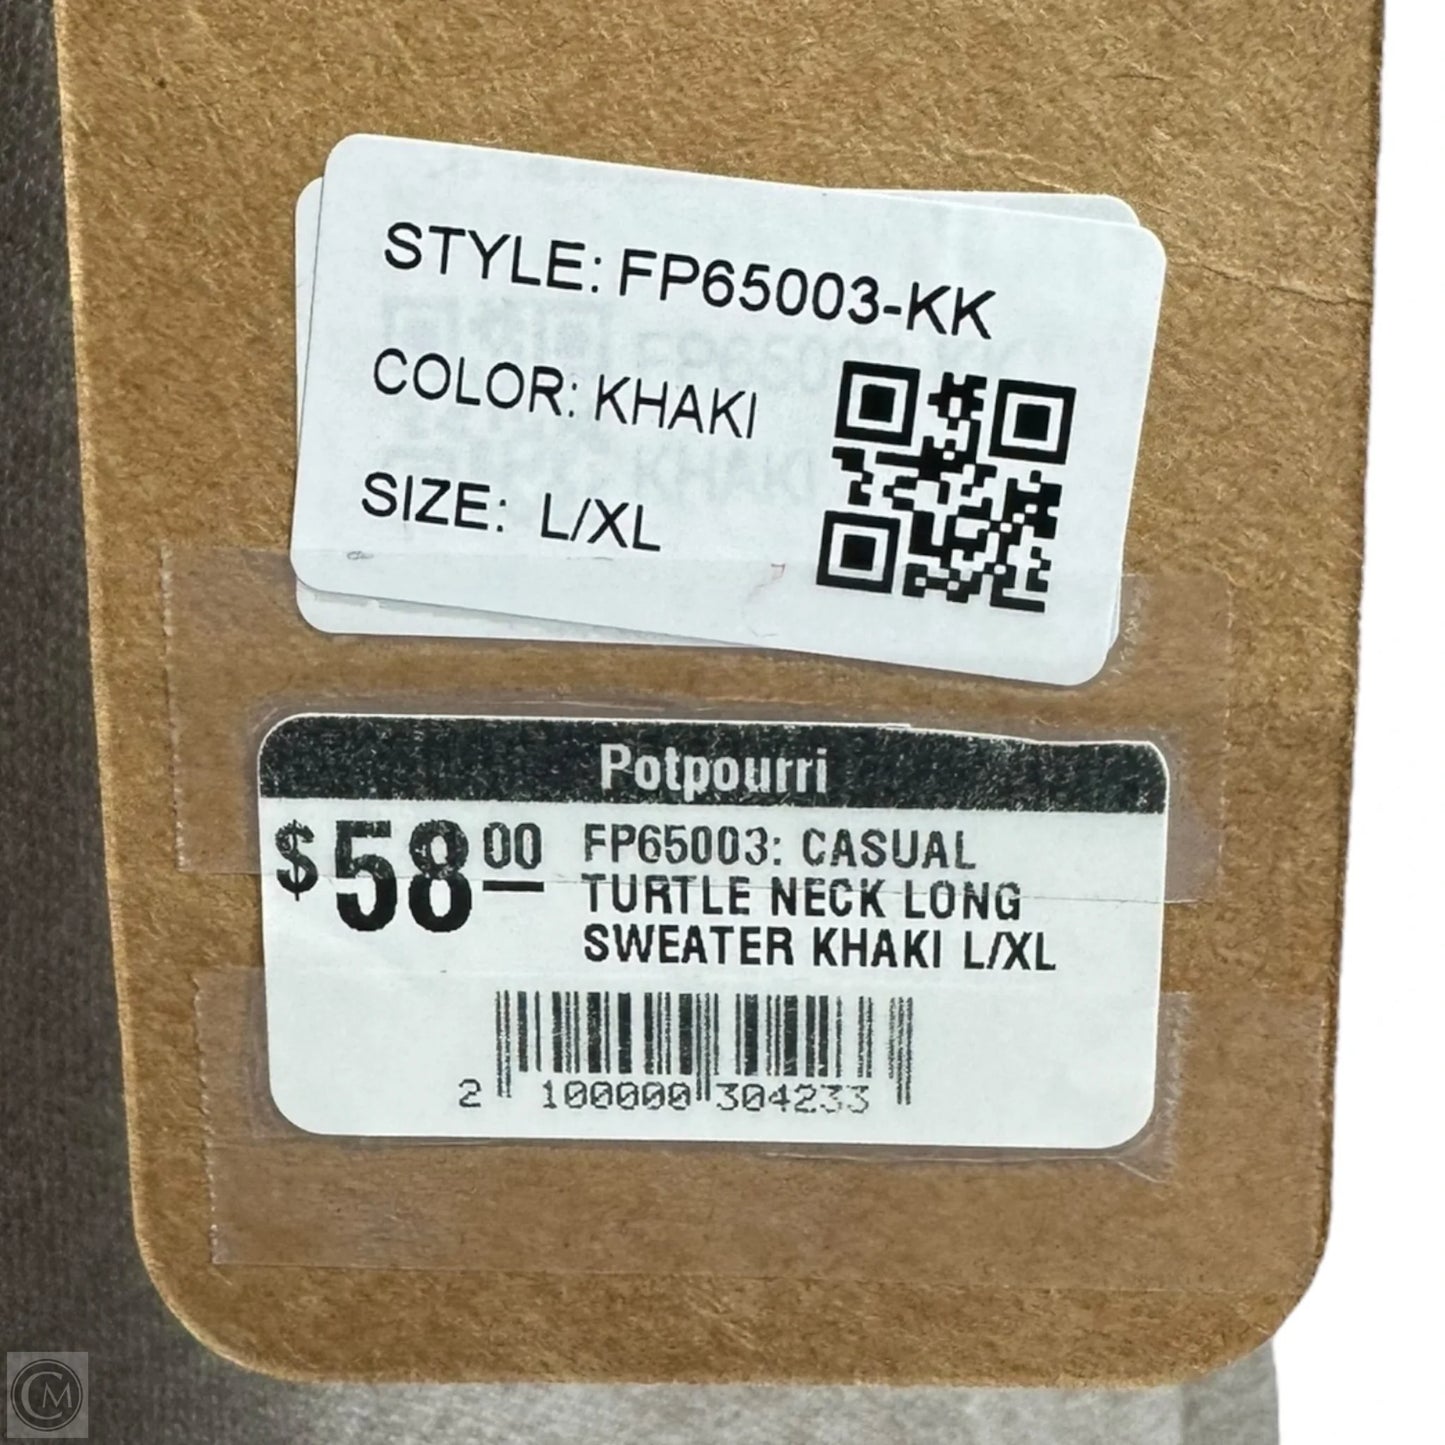 STYLE: FP65003-KK
COLOR: KHAKI
SIZE: L/XL
Potpourri
$58.00
FP65003: CASUAL
TURTLE NECK LONG
SWEATER KHAKI L/XL
2 100000 304233
CM